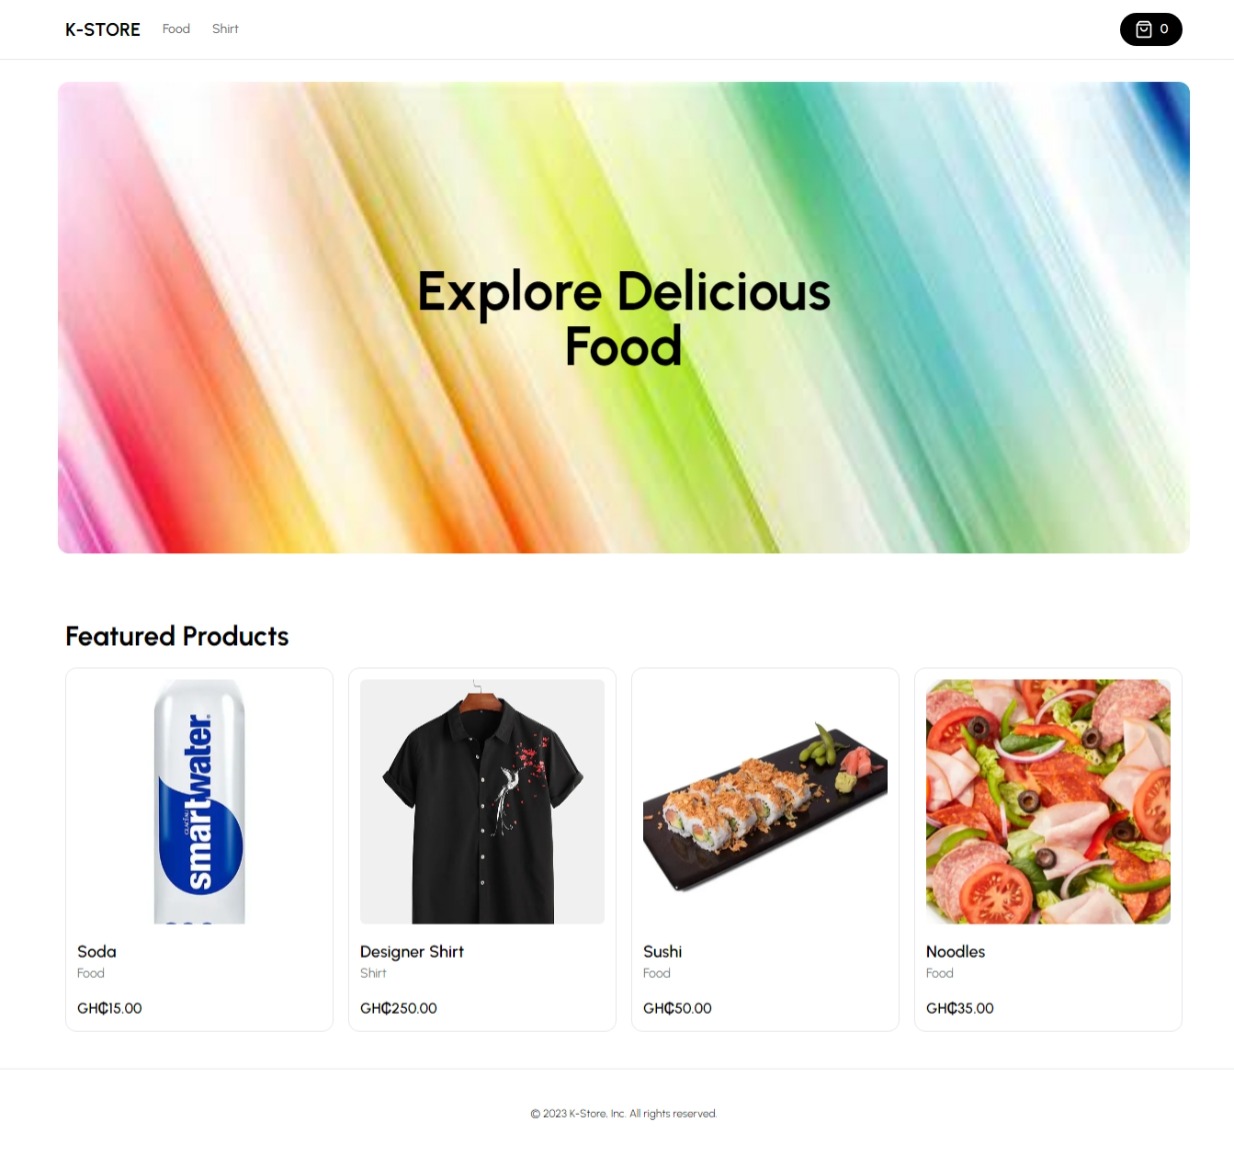 K-STORE Food Shirt 0
Explore Delicious
Food
Featured Products
smartwater
Soda
Food
GH₵15.00
Designer Shirt
Shirt
GH₵250.00
Sushi
Food
GH₵50.00
Noodles
Food
GH₵35.00
© 2023 K-Store. Inc. All rights reserved.